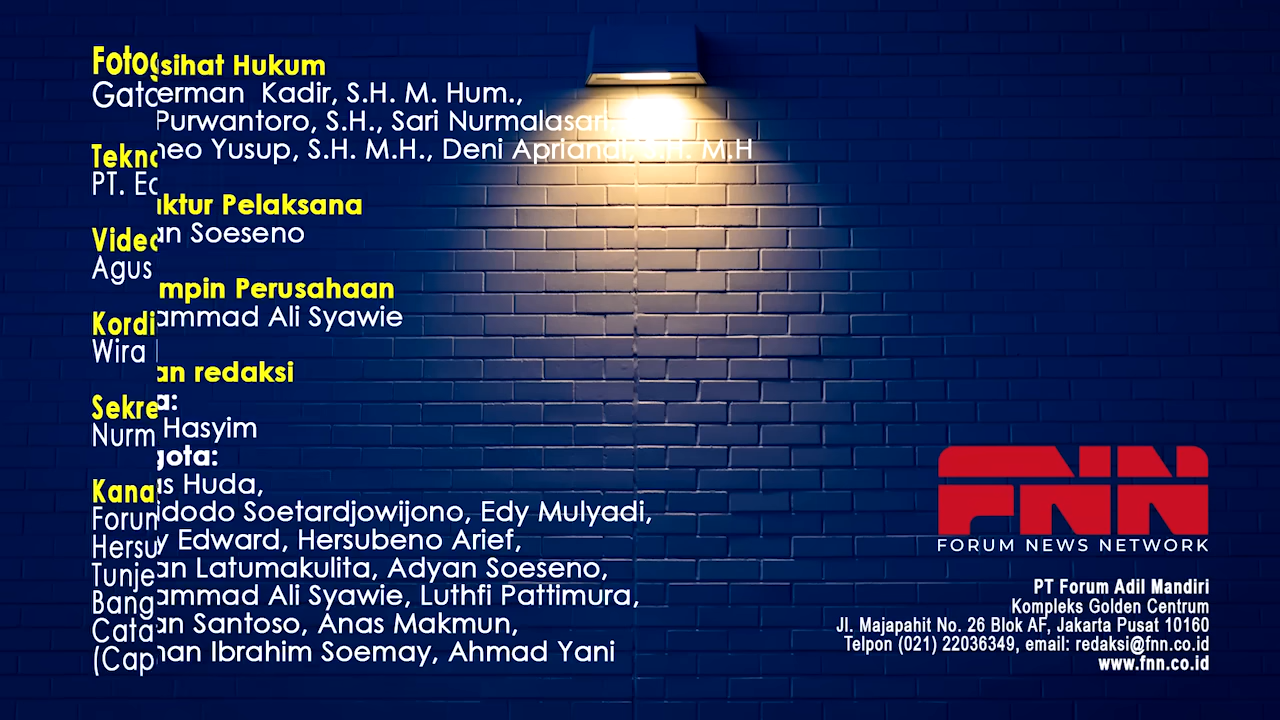 Fotog sihat Hukum
Gato erman Kadir, S.H. M. Hum.,
Purwantoro, S.H., Sari Nurmalasari,
neo Yusup, S.H. M.H., Deni Apriandi, S.H. M,H
Tekno
PT. Ec
ktur Pelaksana
an Soeseno
Video
Agus
mpin Perusahaan
ammad Ali Syawie
Kordi
Wira
an redaksi
a:
Sekre
Nurm Hasyim
gota:
Kana as Huda,
Forun idodo Soetardjowijono, Edy Mulyadi,
Hersu y Edward, Hersubeno Arief,
Tunje an Latumakulita, Adyan Soeseno,
Bang ammad Ali Syawie, Luthfi Pattimura,
Cata an Santoso, Anas Makmun,
(Cap nan Ibrahim Soemay, Ahmad Yani
FNN
FORUM NEWS NETWORK
PT Forum Adil Mandiri
Kompleks Golden Centrum
Jl. Majapahit No. 26 Blok AF, Jakarta Pusat 10160
Telpon (021) 22036349, email: redaksi@fnn.co.id
www.fnn.co.id